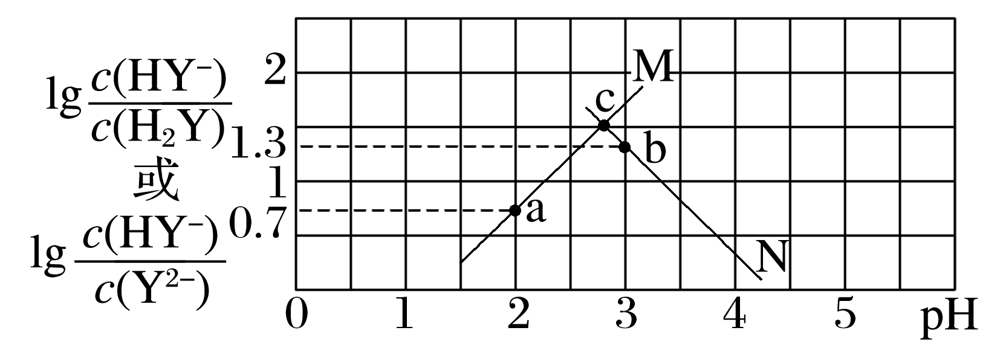 lg c(HY⁻)/c(H₂Y)
或
lg c(HY⁻)/c(Y²⁻)
2
1.3
1
0.7
M
c
b
a
N
0 1 2 3 4 5 pH